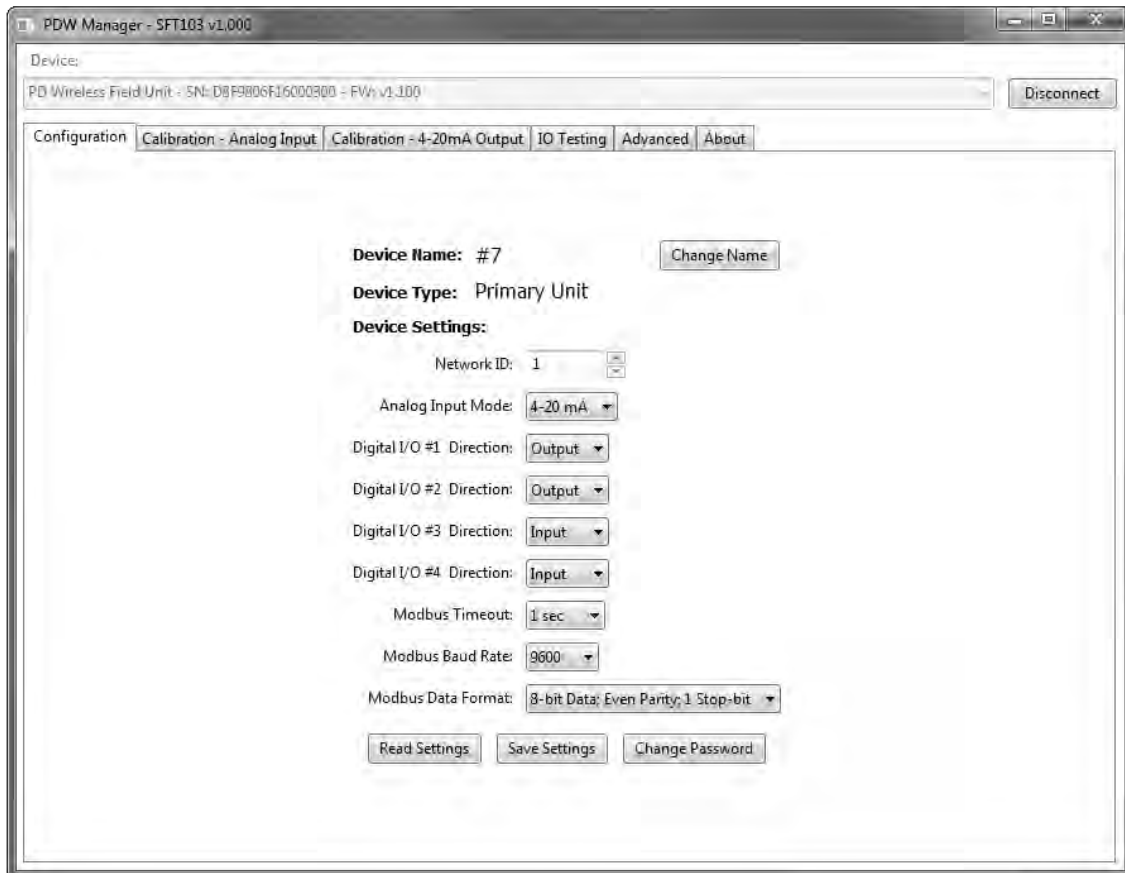 PDW Manager - SFT103 v1.000
Device:
PD Wireless Field Unit - SN: D8F9806F16000300 - FW: v1.100
Disconnect
Configuration Calibration - Analog Input Calibration - 4-20mA Output IO Testing Advanced About
Device Name: #7 Change Name
Device Type: Primary Unit
Device Settings:
Network ID: 1
Analog Input Mode: 4-20 mA
Digital I/O #1 Direction: Output
Digital I/O #2 Direction: Output
Digital I/O #3 Direction: Input
Digital I/O #4 Direction: Input
Modbus Timeout: 1 sec
Modbus Baud Rate: 9600
Modbus Data Format: 8-bit Data; Even Parity; 1 Stop-bit
Read Settings Save Settings Change Password